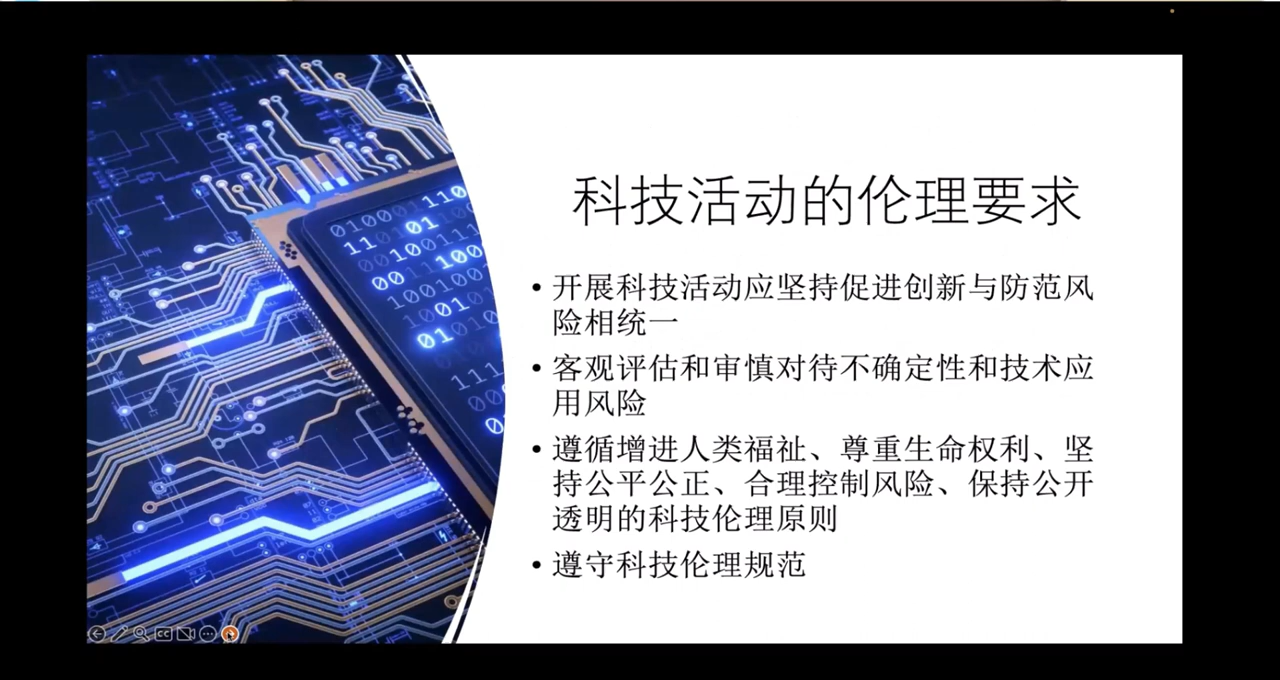 科技活动的伦理要求
• 开展科技活动应坚持促进创新与防范风
险相统一
• 客观评估和审慎对待不确定性和技术应
用风险
• 遵循增进人类福祉、尊重生命权利、坚
持公平公正、合理控制风险、保持公开
透明的科技伦理原则
• 遵守科技伦理规范